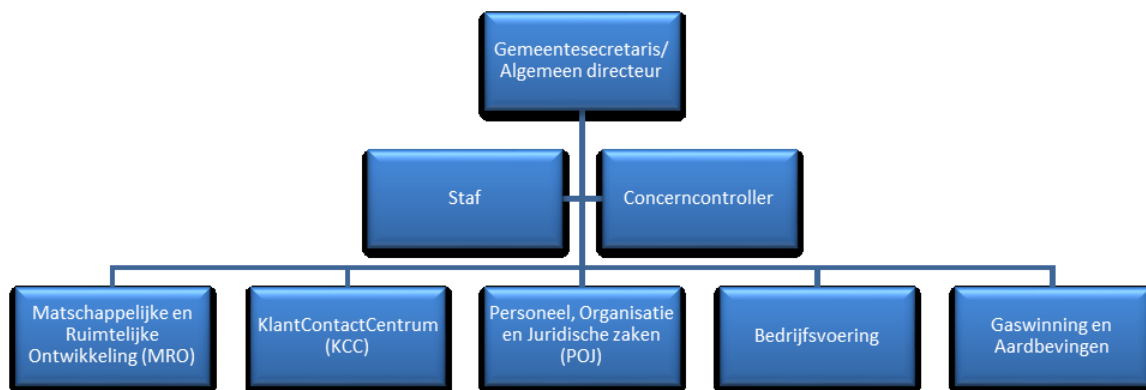 Gemeentesecretaris/
Algemeen directeur
Staf
Concerncontroller
Matschappelijke en
Ruimtelijke
Ontwikkeling (MRO)
KlantContactCentrum
(KCC)
Personeel, Organisatie
en Juridische zaken
(POJ)
Bedrijfsvoering
Gaswinning en
Aardbevingen